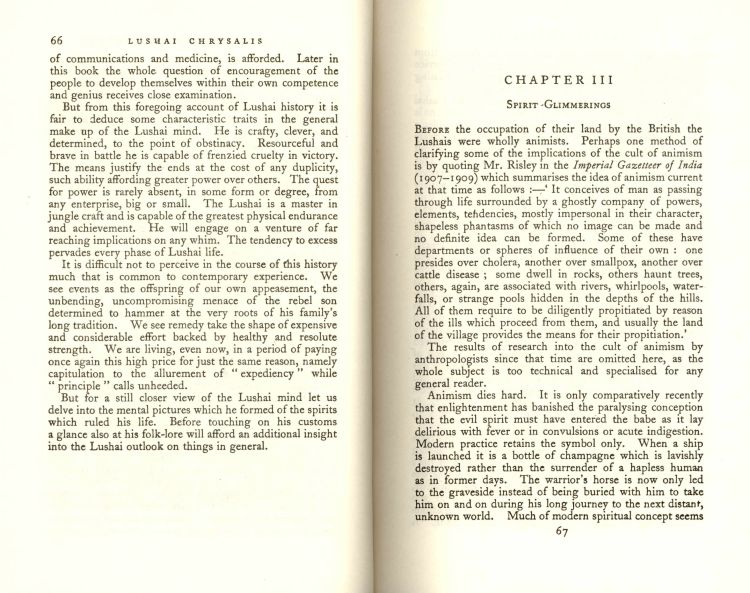 66 LUSHAI CHRYSALIS
of communications and medicine, is afforded. Later in
this book the whole question of encouragement of the
people to develop themselves within their own competence
and genius receives close examination.
But from this foregoing account of Lushai history it is
fair to deduce some characteristic traits in the general
make up of the Lushai mind. He is crafty, clever, and
determined, to the point of obstinacy. Resourceful and
brave in battle he is capable of frenzied cruelty in victory.
The means justify the ends at the cost of any duplicity,
such ability affording greater power over others. The quest
for power is rarely absent, in some form or degree, from
any enterprise, big or small. The Lushai is a master in
jungle craft and is capable of the greatest physical endurance
and achievement. He will engage on a venture of far
reaching implications on any whim. The tendency to excess
pervades every phase of Lushai life.
It is difficult not to perceive in the course of this history
much that is common to contemporary experience. We
see events as the offspring of our own appeasement, the
unbending, uncompromising menace of the rebel son
determined to hammer at the very roots of his family's
long tradition. We see remedy take the shape of expensive
and considerable effort backed by healthy and resolute
strength. We are living, even now, in a period of paying
once again this high price for just the same reason, namely
capitulation to the allurement of " expediency " while
" principle " calls unheeded.
But for a still closer view of the Lushai mind let us
delve into the mental pictures which he formed of the spirits
which ruled his life. Before touching on his customs
a glance also at his folk-lore will afford an additional insight
into the Lushai outlook on things in general.
CHAPTER III
SPIRIT-GLIMMERINGS
BEFORE the occupation of their land by the British the
Lushais were wholly animists. Perhaps one method of
clarifying some of the implications of the cult of animism
is by quoting Mr. Risley in the Imperial Gazetteer of India
(1907–1909) which summarises the idea of animism current
at that time as follows :—' It conceives of man as passing
through life surrounded by a ghostly company of powers,
elements, tendencies, mostly impersonal in their character,
shapeless phantasms of which no image can be made and
no definite idea can be formed. Some of these have
departments or spheres of influence of their own : one
presides over cholera, another over smallpox, another over
cattle disease ; some dwell in rocks, others haunt trees,
others, again, are associated with rivers, whirlpools, water-
falls, or strange pools hidden in the depths of the hills.
All of them require to be diligently propitiated by reason
of the ills which proceed from them, and usually the land
of the village provides the means for their propitiation.'
The results of research into the cult of animism by
anthropologists since that time are omitted here, as the
whole subject is too technical and specialised for any
general reader.
Animism dies hard. It is only comparatively recently
that enlightenment has banished the paralysing conception
that the evil spirit must have entered the babe as it lay
delirious with fever or in convulsions or acute indigestion.
Modern practice retains the symbol only. When a ship
is launched it is a bottle of champagne which is lavishly
destroyed rather than the surrender of a hapless human
as in former days. The warrior's horse is now only led
to the graveside instead of being buried with him to take
him on and on during his long journey to the next distant,
unknown world. Much of modern spiritual concept seems
67